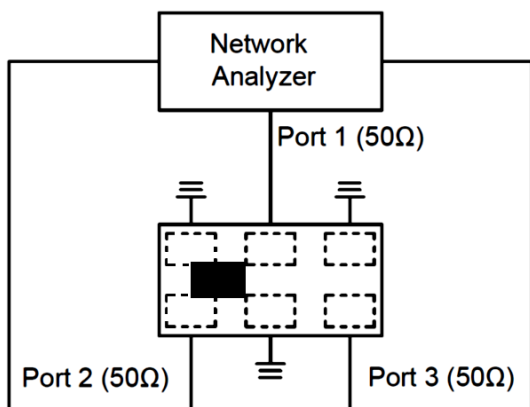 Network
Analyzer
Port 1 (50Ω)
Port 2 (50Ω)
Port 3 (50Ω)